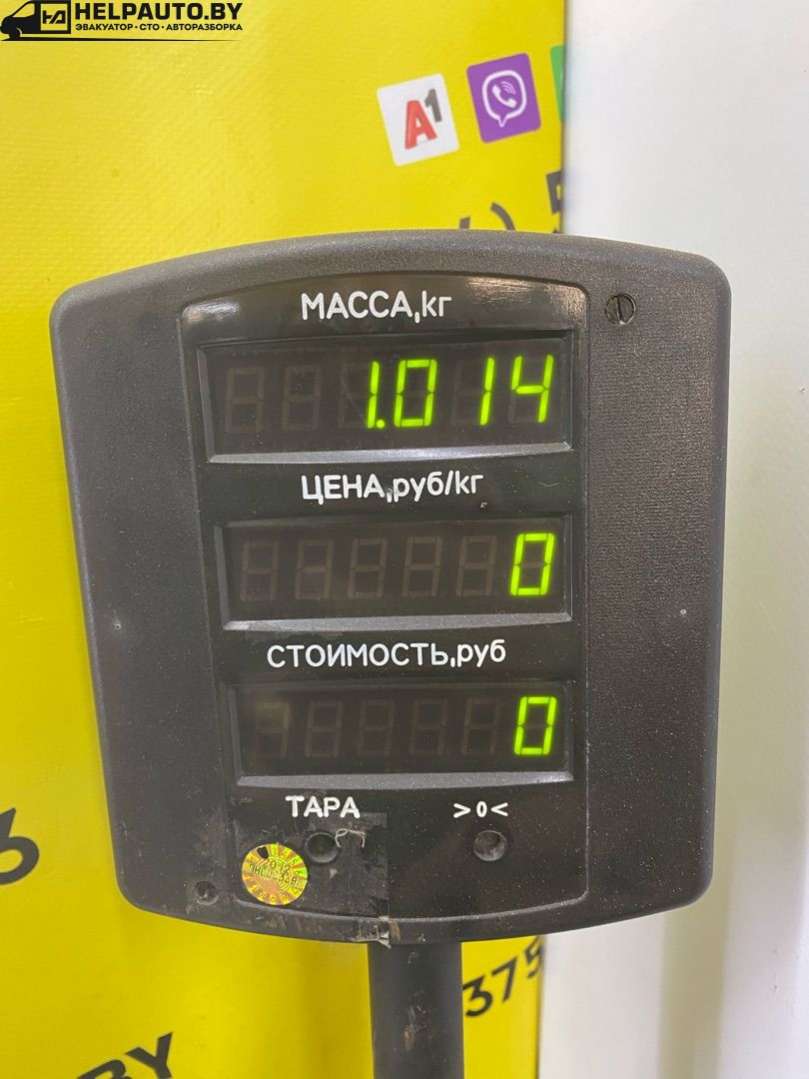 HELPAUTO.BY
ЭВАКУАТОР • СТО • АВТОРАЗБОРКА
A1
МАССА,кг
1.014
ЦЕНА,руб/кг
0
СТОИМОСТЬ,руб
0
ТАРА >0<
2012
375
BY